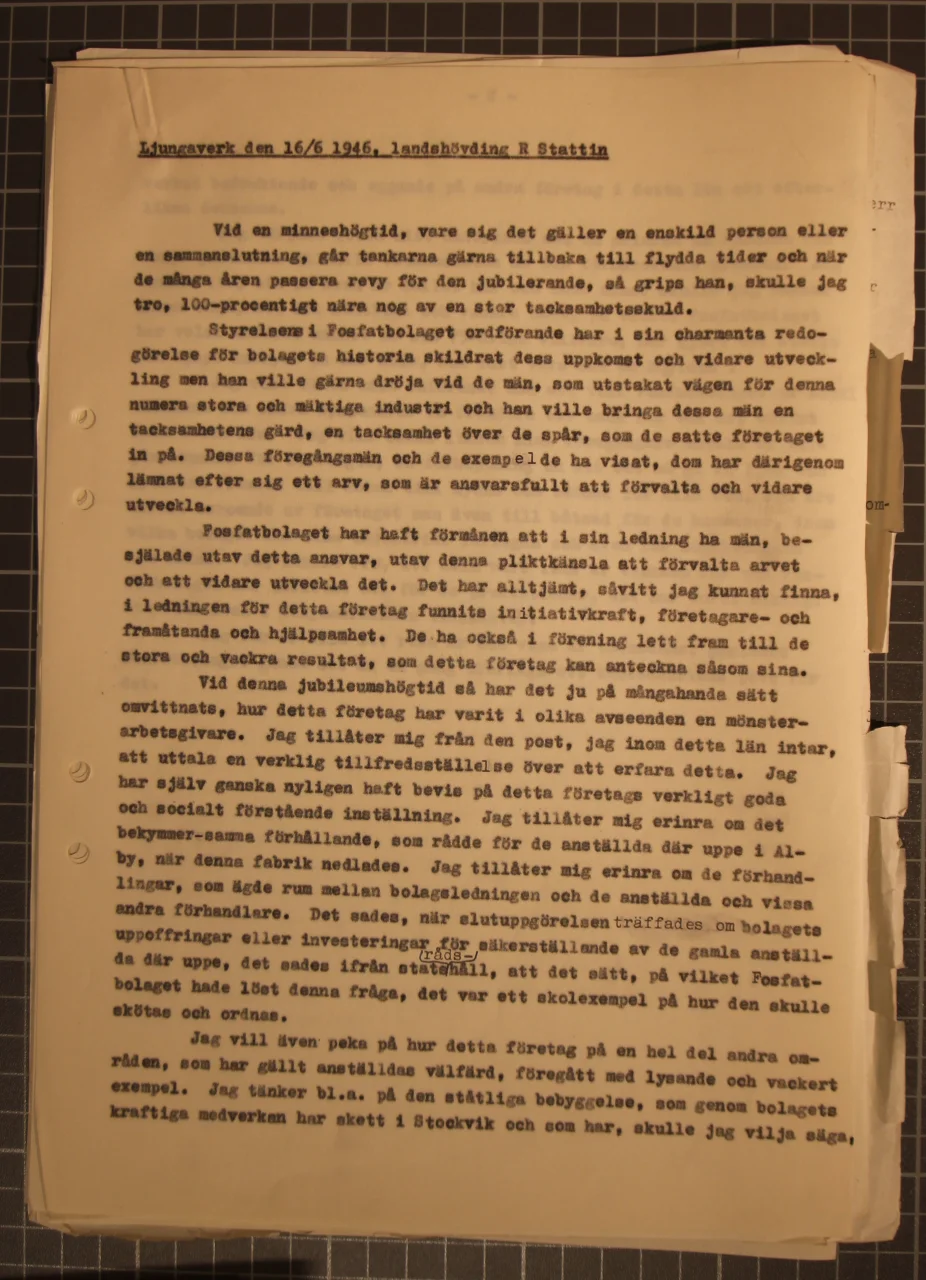 Ljungaverk den 16/6 1946, landshövding R Stattin
Vid en minneshögtid, vare sig det gäller en enskild person eller
en sammanslutning, går tankarna gärna tillbaka till flydda tider och när
de många åren passera revy för den jubilerande, så grips han, skulle jag
tro, 100-procentigt nära nog av en stor tacksamhetsskuld.
Styrelsens i Fosfatbolaget ordförande har i sin charmanta redo-
görelse för bolagets historia skildrat dess uppkomst och vidare utveck-
ling men han ville gärna dröja vid de män, som utstakat vägen för denna
numera stora och mäktiga industri och han ville bringa dessa män en
tacksamhetens gärd, en tacksamhet över de spår, som de satte företaget
in på. Dessa föregångsmän och de exempel de ha visat, dom har därigenom
lämnat efter sig ett arv, som är ansvarsfullt att förvalta och vidare
utveckla.
Fosfatbolaget har haft förmånen att i sin ledning ha män, be-
själade utav detta ansvar, utav denna pliktkänsla att förvalta arvet
och att vidare utveckla det. Det har alltjämt, såvitt jag kunnat finna,
i ledningen för detta företag funnits initiativkraft, företagare- och
framåtanda och hjälpsamhet. De ha också i förening lett fram till de
stora och vackra resultat, som detta företag kan anteckna såsom sina.
Vid denna jubileumshögtid så har det ju på mångahanda sätt
omvittnats, hur detta företag har varit i olika avseenden en mönster-
arbetsgivare. Jag tillåter mig från den post, jag inom detta län intar,
att uttala en verklig tillfredsställelse över att erfara detta. Jag
har själv ganska nyligen haft bevis på detta företags verkligt goda
och socialt förstående inställning. Jag tillåter mig erinra om det
bekymmer-samma förhållande, som rådde för de anställda där uppe i Al-
by, när denna fabrik nedlades. Jag tillåter mig erinra om de förhand-
lingar, som ägde rum mellan bolagsledningen och de anställda och vissa
andra förhandlare. Det sades, när slutuppgörelsen träffades om bolagets
uppoffringar eller investeringar för säkerställande av de gamla anställ-
råds-
da där uppe, det sades ifrån statshåll, att det sätt, på vilket Fosfat-
bolaget hade löst denna fråga, det var ett skolexempel på hur den skulle
skötas och ordnas.
Jag vill även peka på hur detta företag på en hel del andra om-
råden, som har gällt anställdas välfärd, föregått med lysande och vackert
exempel. Jag tänker bl.a. på den ståtliga bebyggelse, som genom bolagets
kraftiga medverkan har skett i Stockvik och som har, skulle jag vilja säga,
err
r
om-